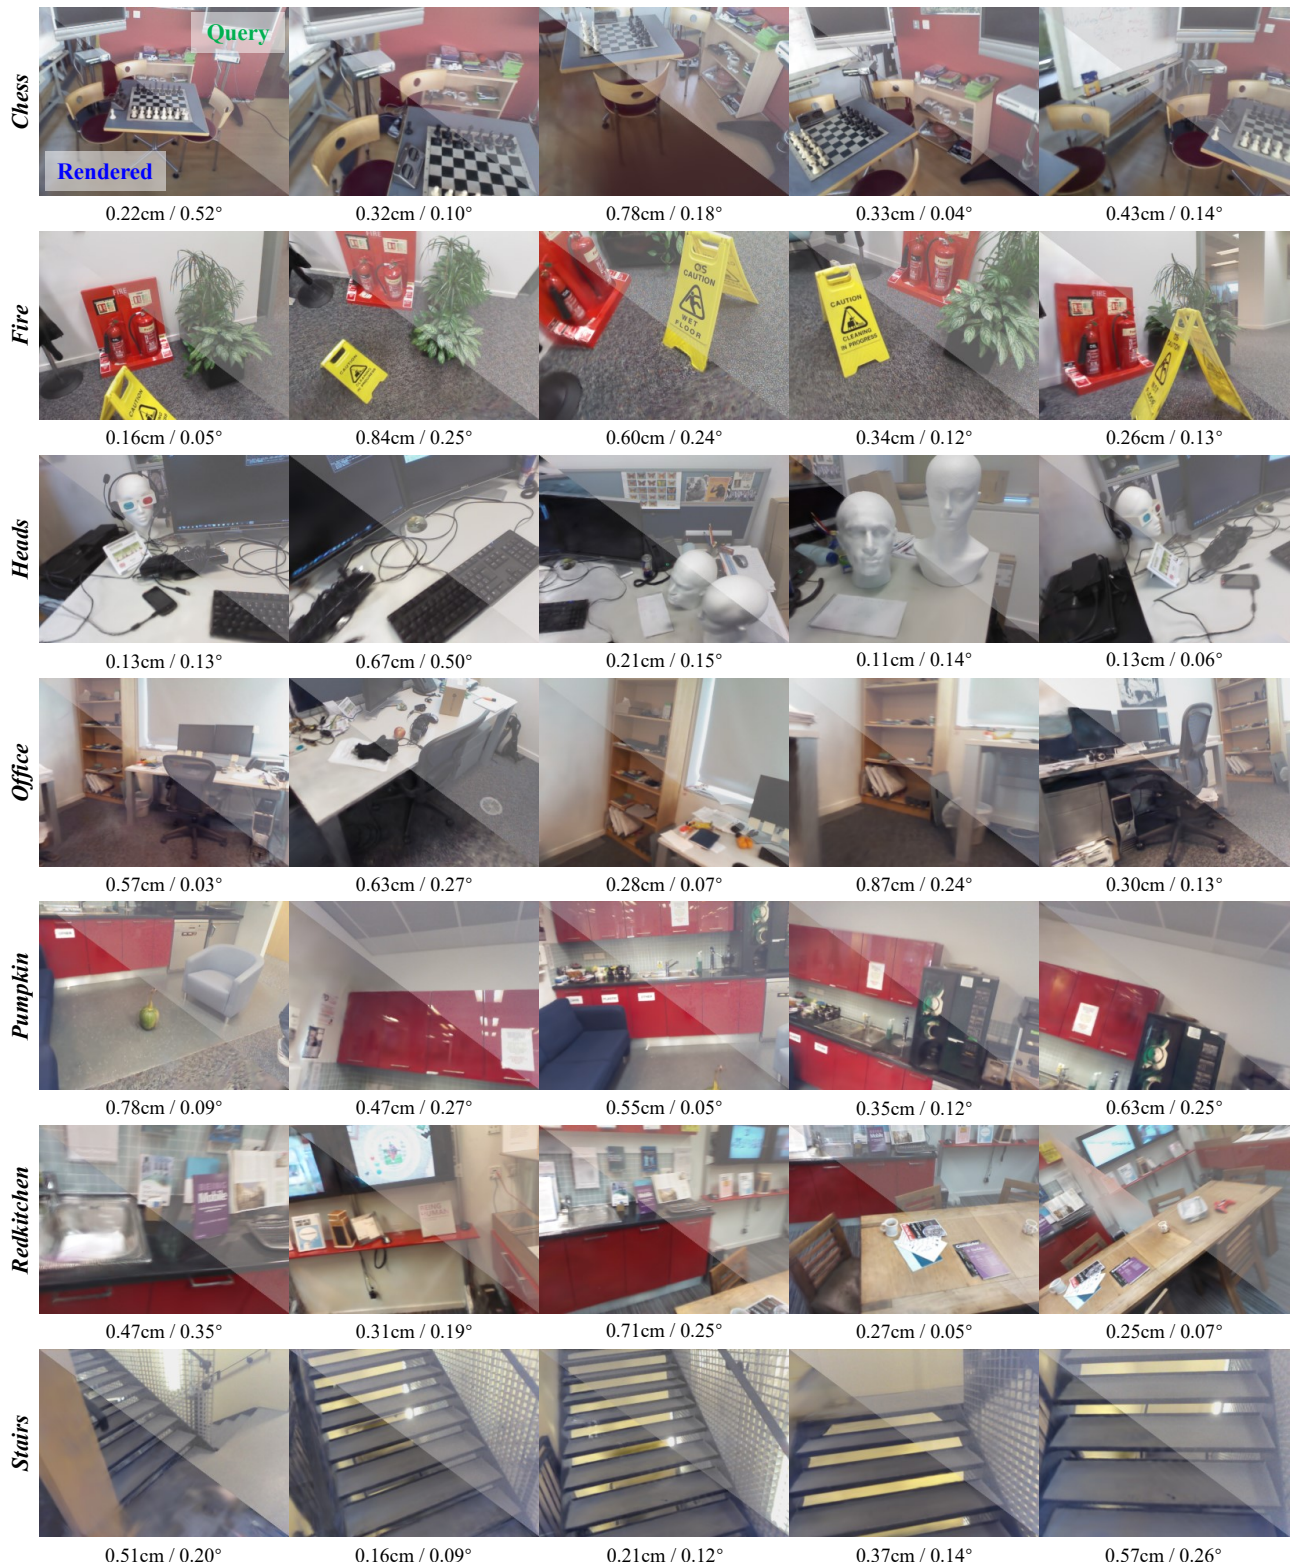 Chess
Query
Rendered
0.22cm / 0.52°
0.32cm / 0.10°
0.78cm / 0.18°
0.33cm / 0.04°
0.43cm / 0.14°
Fire
FIRE
CAUTION
CAUTION
CAUTION
WET
FLOOR
CAUTION
CLEANING
IN PROGRESS
0.16cm / 0.05°
0.84cm / 0.25°
0.60cm / 0.24°
0.34cm / 0.12°
0.26cm / 0.13°
Heads
0.13cm / 0.13°
0.67cm / 0.50°
0.21cm / 0.15°
0.11cm / 0.14°
0.13cm / 0.06°
Office
0.57cm / 0.03°
0.63cm / 0.27°
0.28cm / 0.07°
0.87cm / 0.24°
0.30cm / 0.13°
Pumpkin
0.78cm / 0.09°
0.47cm / 0.27°
0.55cm / 0.05°
0.35cm / 0.12°
0.63cm / 0.25°
Redkitchen
Mobile
0.47cm / 0.35°
0.31cm / 0.19°
0.71cm / 0.25°
0.27cm / 0.05°
0.25cm / 0.07°
Stairs
0.51cm / 0.20°
0.16cm / 0.09°
0.21cm / 0.12°
0.37cm / 0.14°
0.57cm / 0.26°